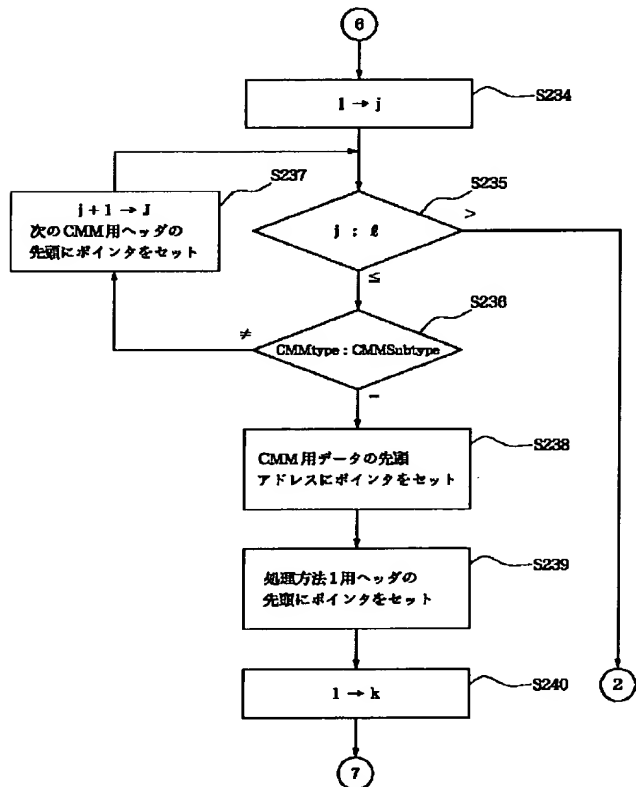 6
1 → j
S234
S237
j+1 → J
次のCMM用ヘッダの
先頭にポインタをセット
S235
j : ℓ
>
≤
S236
≠
CMMtype : CMMSubtype
−
CMM用データの先頭
アドレスにポインタをセット
S238
処理方法1用ヘッダの
先頭にポインタをセット
S239
1 → k
S240
2
7